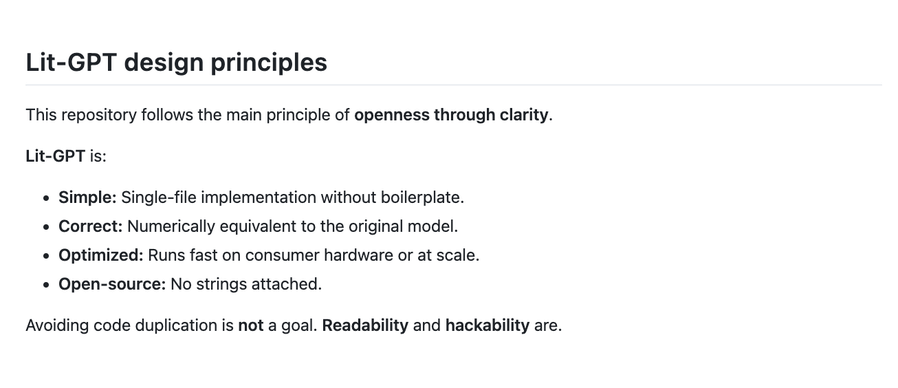 Lit-GPT design principles
This repository follows the main principle of openness through clarity.
Lit-GPT is:
• Simple: Single-file implementation without boilerplate.
• Correct: Numerically equivalent to the original model.
• Optimized: Runs fast on consumer hardware or at scale.
• Open-source: No strings attached.
Avoiding code duplication is not a goal. Readability and hackability are.